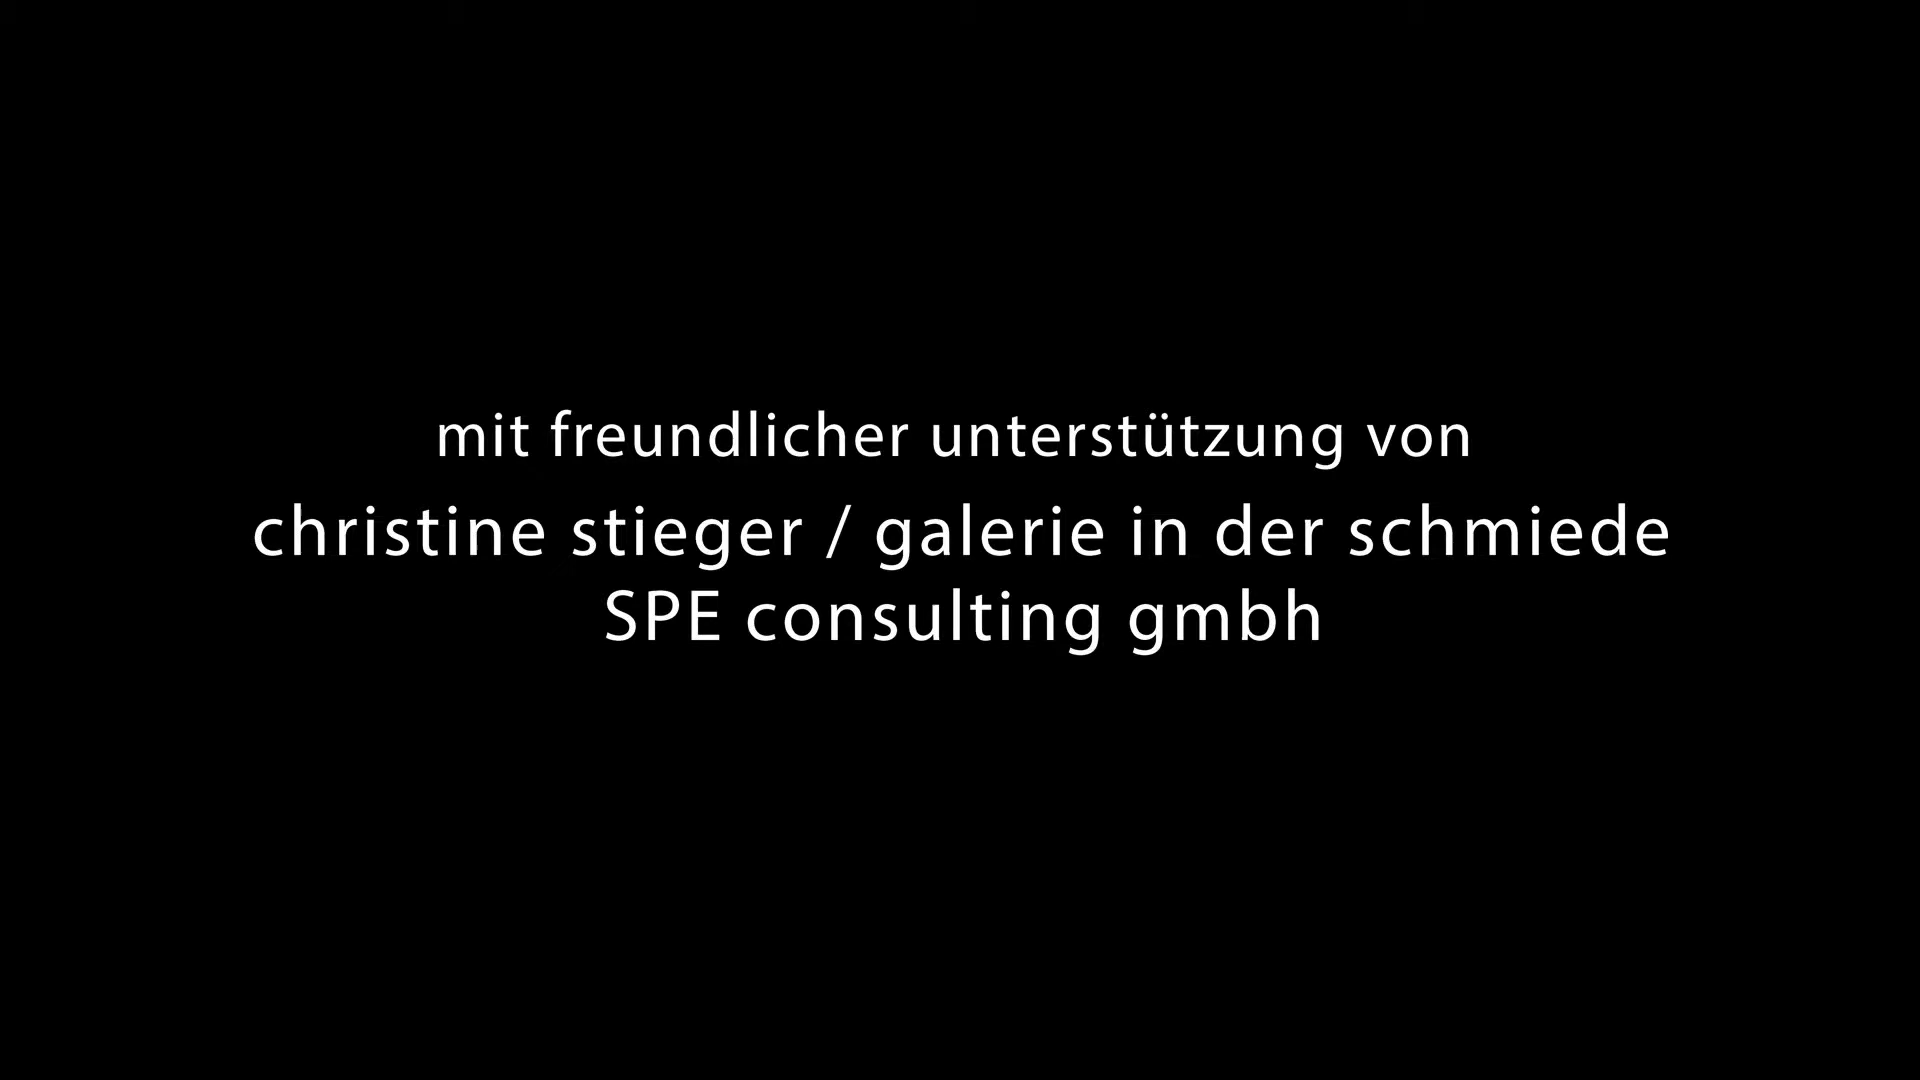 mit freundlicher unterstützung von
christine stieger / galerie in der schmiede
SPE consulting gmbh